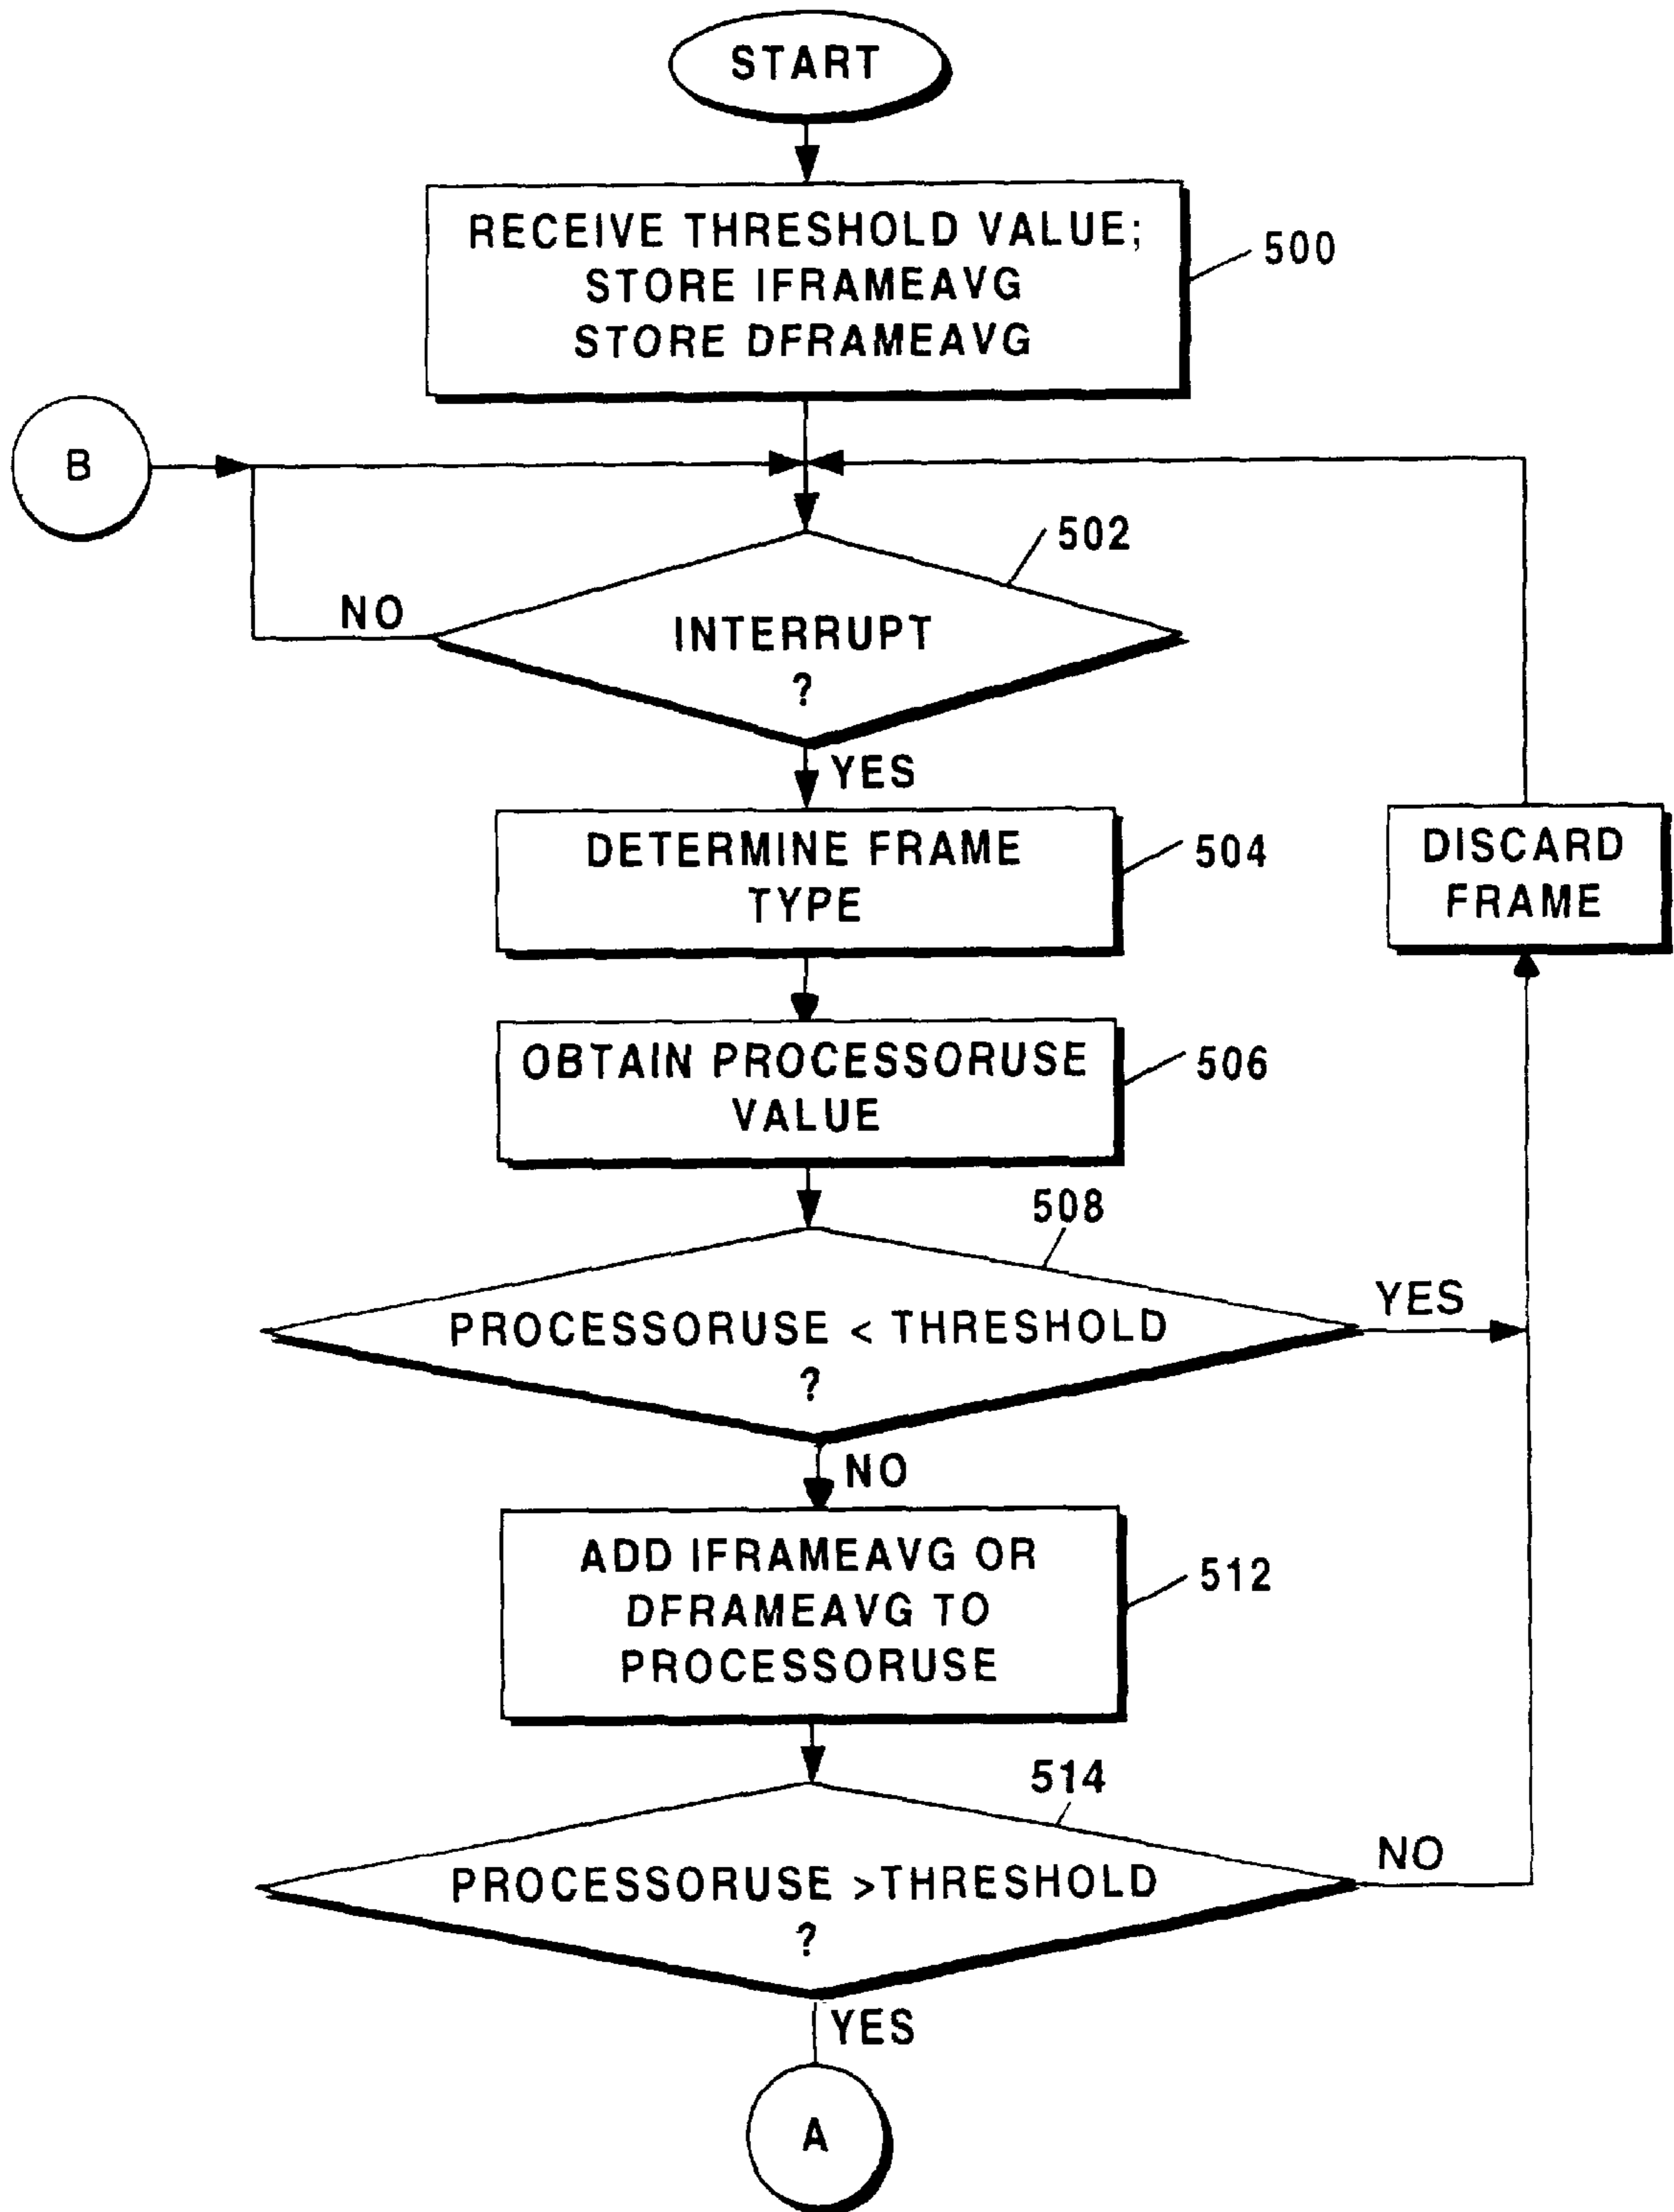 START
RECEIVE THRESHOLD VALUE;
STORE IFRAMEAVG
STORE DFRAMEAVG
500
B
502
NO
INTERRUPT
?
YES
DETERMINE FRAME
TYPE
504
DISCARD
FRAME
OBTAIN PROCESSORUSE
VALUE
506
508
PROCESSORUSE < THRESHOLD
?
YES
NO
ADD IFRAMEAVG OR
DFRAMEAVG TO
PROCESSORUSE
512
514
PROCESSORUSE >THRESHOLD
?
NO
YES
A